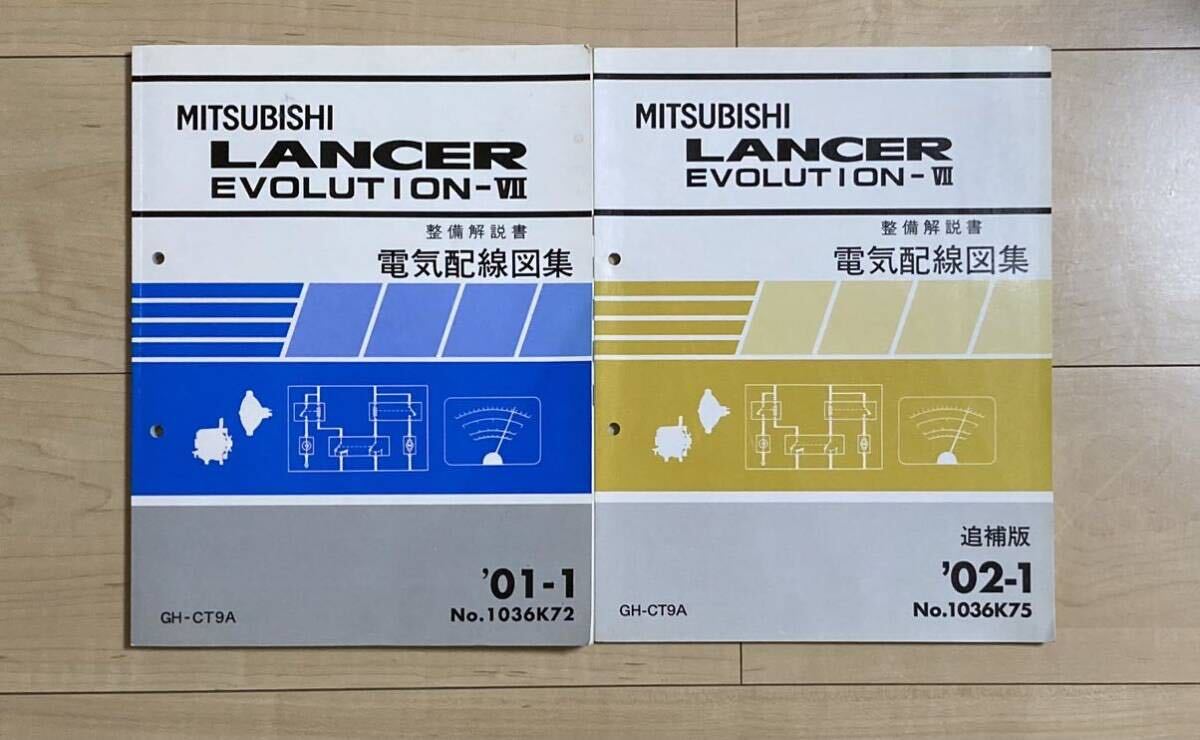 MITSUBISHI
LANCER
EVOLUTION-Ⅶ
整備解説書
電気配線図集
'01-1
GH-CT9A
No.1036K72
MITSUBISHI
LANCER
EVOLUTION-Ⅶ
整備解説書
電気配線図集
追補版
'02-1
GH-CT9A
No.1036K75